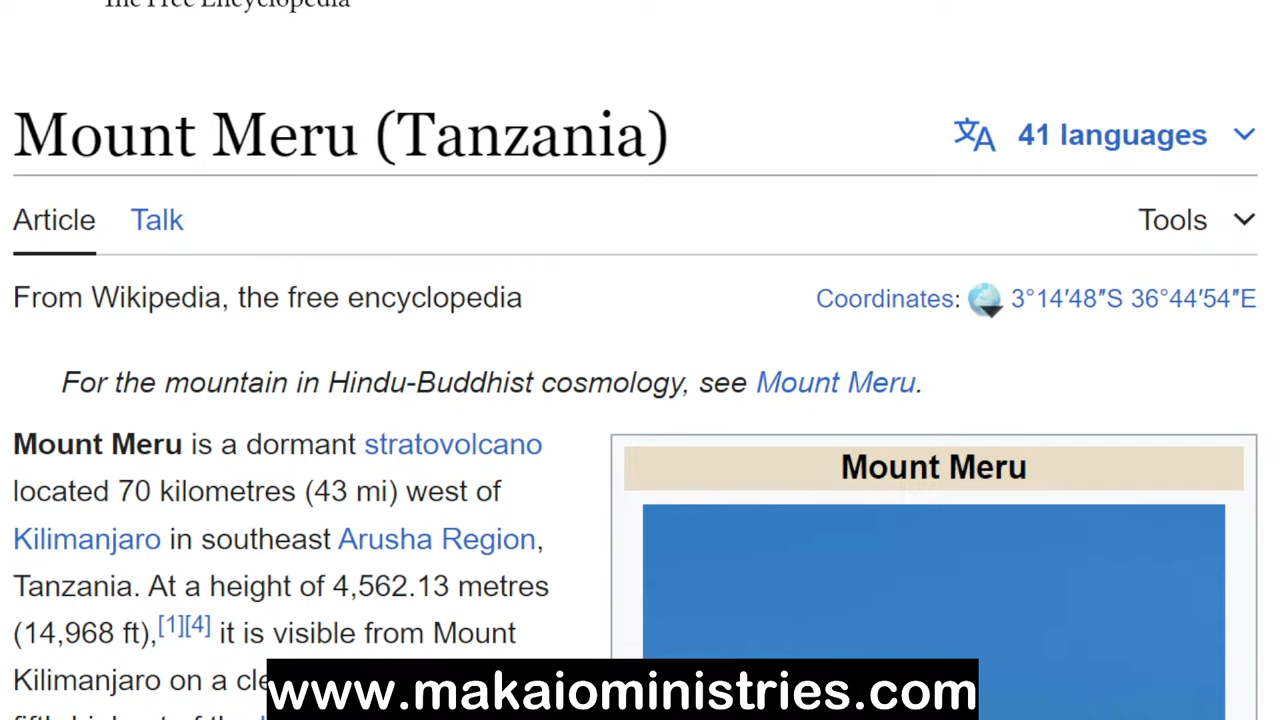 The Free Encyclopedia
Mount Meru (Tanzania)
41 languages
Article Talk
Tools
From Wikipedia, the free encyclopedia
Coordinates: 3°14′48″S 36°44′54″E
For the mountain in Hindu-Buddhist cosmology, see Mount Meru.
Mount Meru is a dormant stratovolcano
located 70 kilometres (43 mi) west of
Kilimanjaro in southeast Arusha Region,
Tanzania. At a height of 4,562.13 metres
(14,968 ft),[1][4] it is visible from Mount
Kilimanjaro on a
Mount Meru
www.makaioministries.com